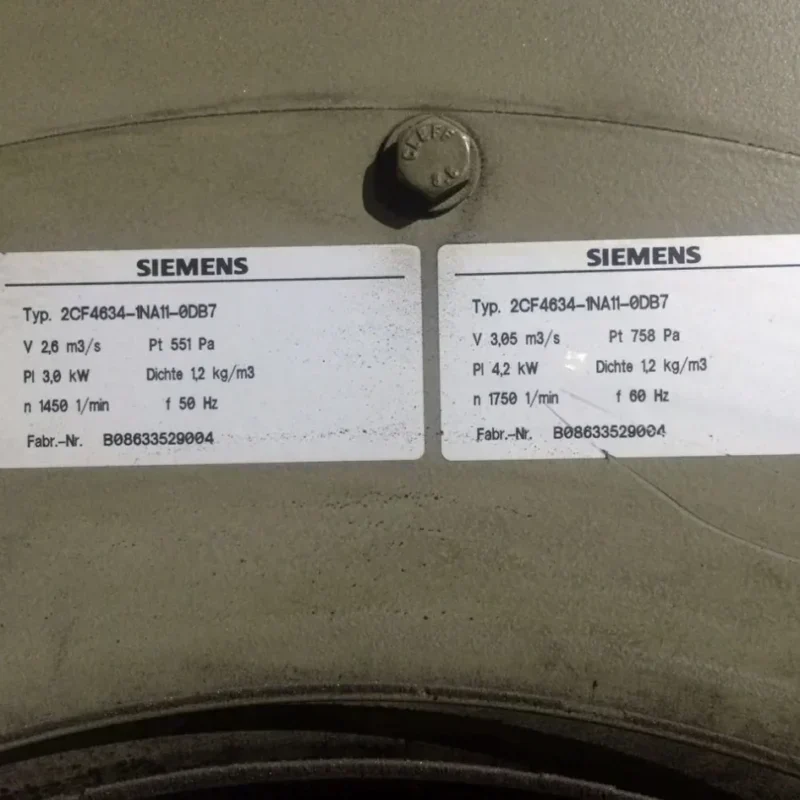 SIEMENS
Typ. 2CF4634-1NA11-0DB7
V 2,6 m3/s Pt 551 Pa
Pl 3,0 kW Dichte 1,2 kg/m3
n 1450 1/min f 50 Hz
Fabr.-Nr. B08633529004
SIEMENS
Typ. 2CF4634-1NA11-0DB7
V 3,05 m3/s Pt 758 Pa
Pl 4,2 kW Dichte 1,2 kg/m3
n 1750 1/min f 60 Hz
Fabr.-Nr. B08633529004